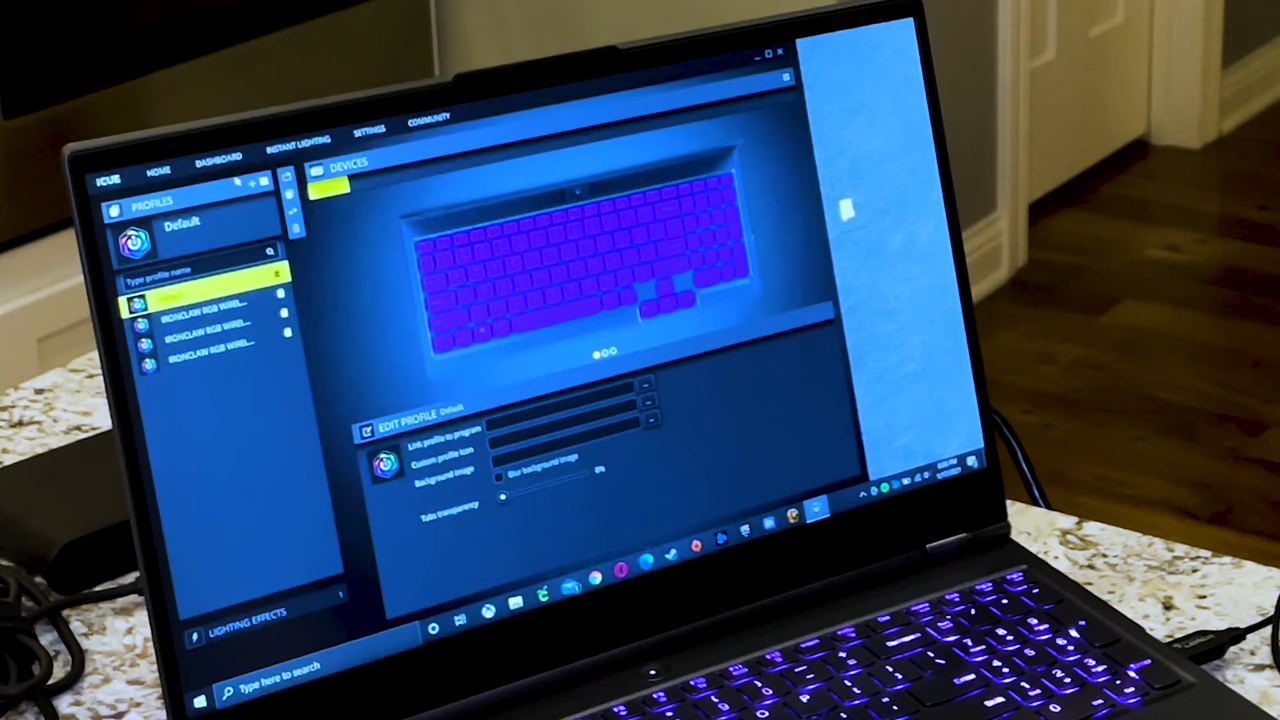 ICUE HOME DASHBOARD INSTANT LIGHTING SETTINGS COMMUNITY
PROFILES
Default
Type profile name
IRONCLAW RGB WIREL...
IRONCLAW RGB WIREL...
IRONCLAW RGB WIREL...
DEVICES
EDIT PROFILE Default
Link profile to program
Custom profile icon
Background image
Blur background image
Tabs transparency
0%
LIGHTING EFFECTS
Type here to search